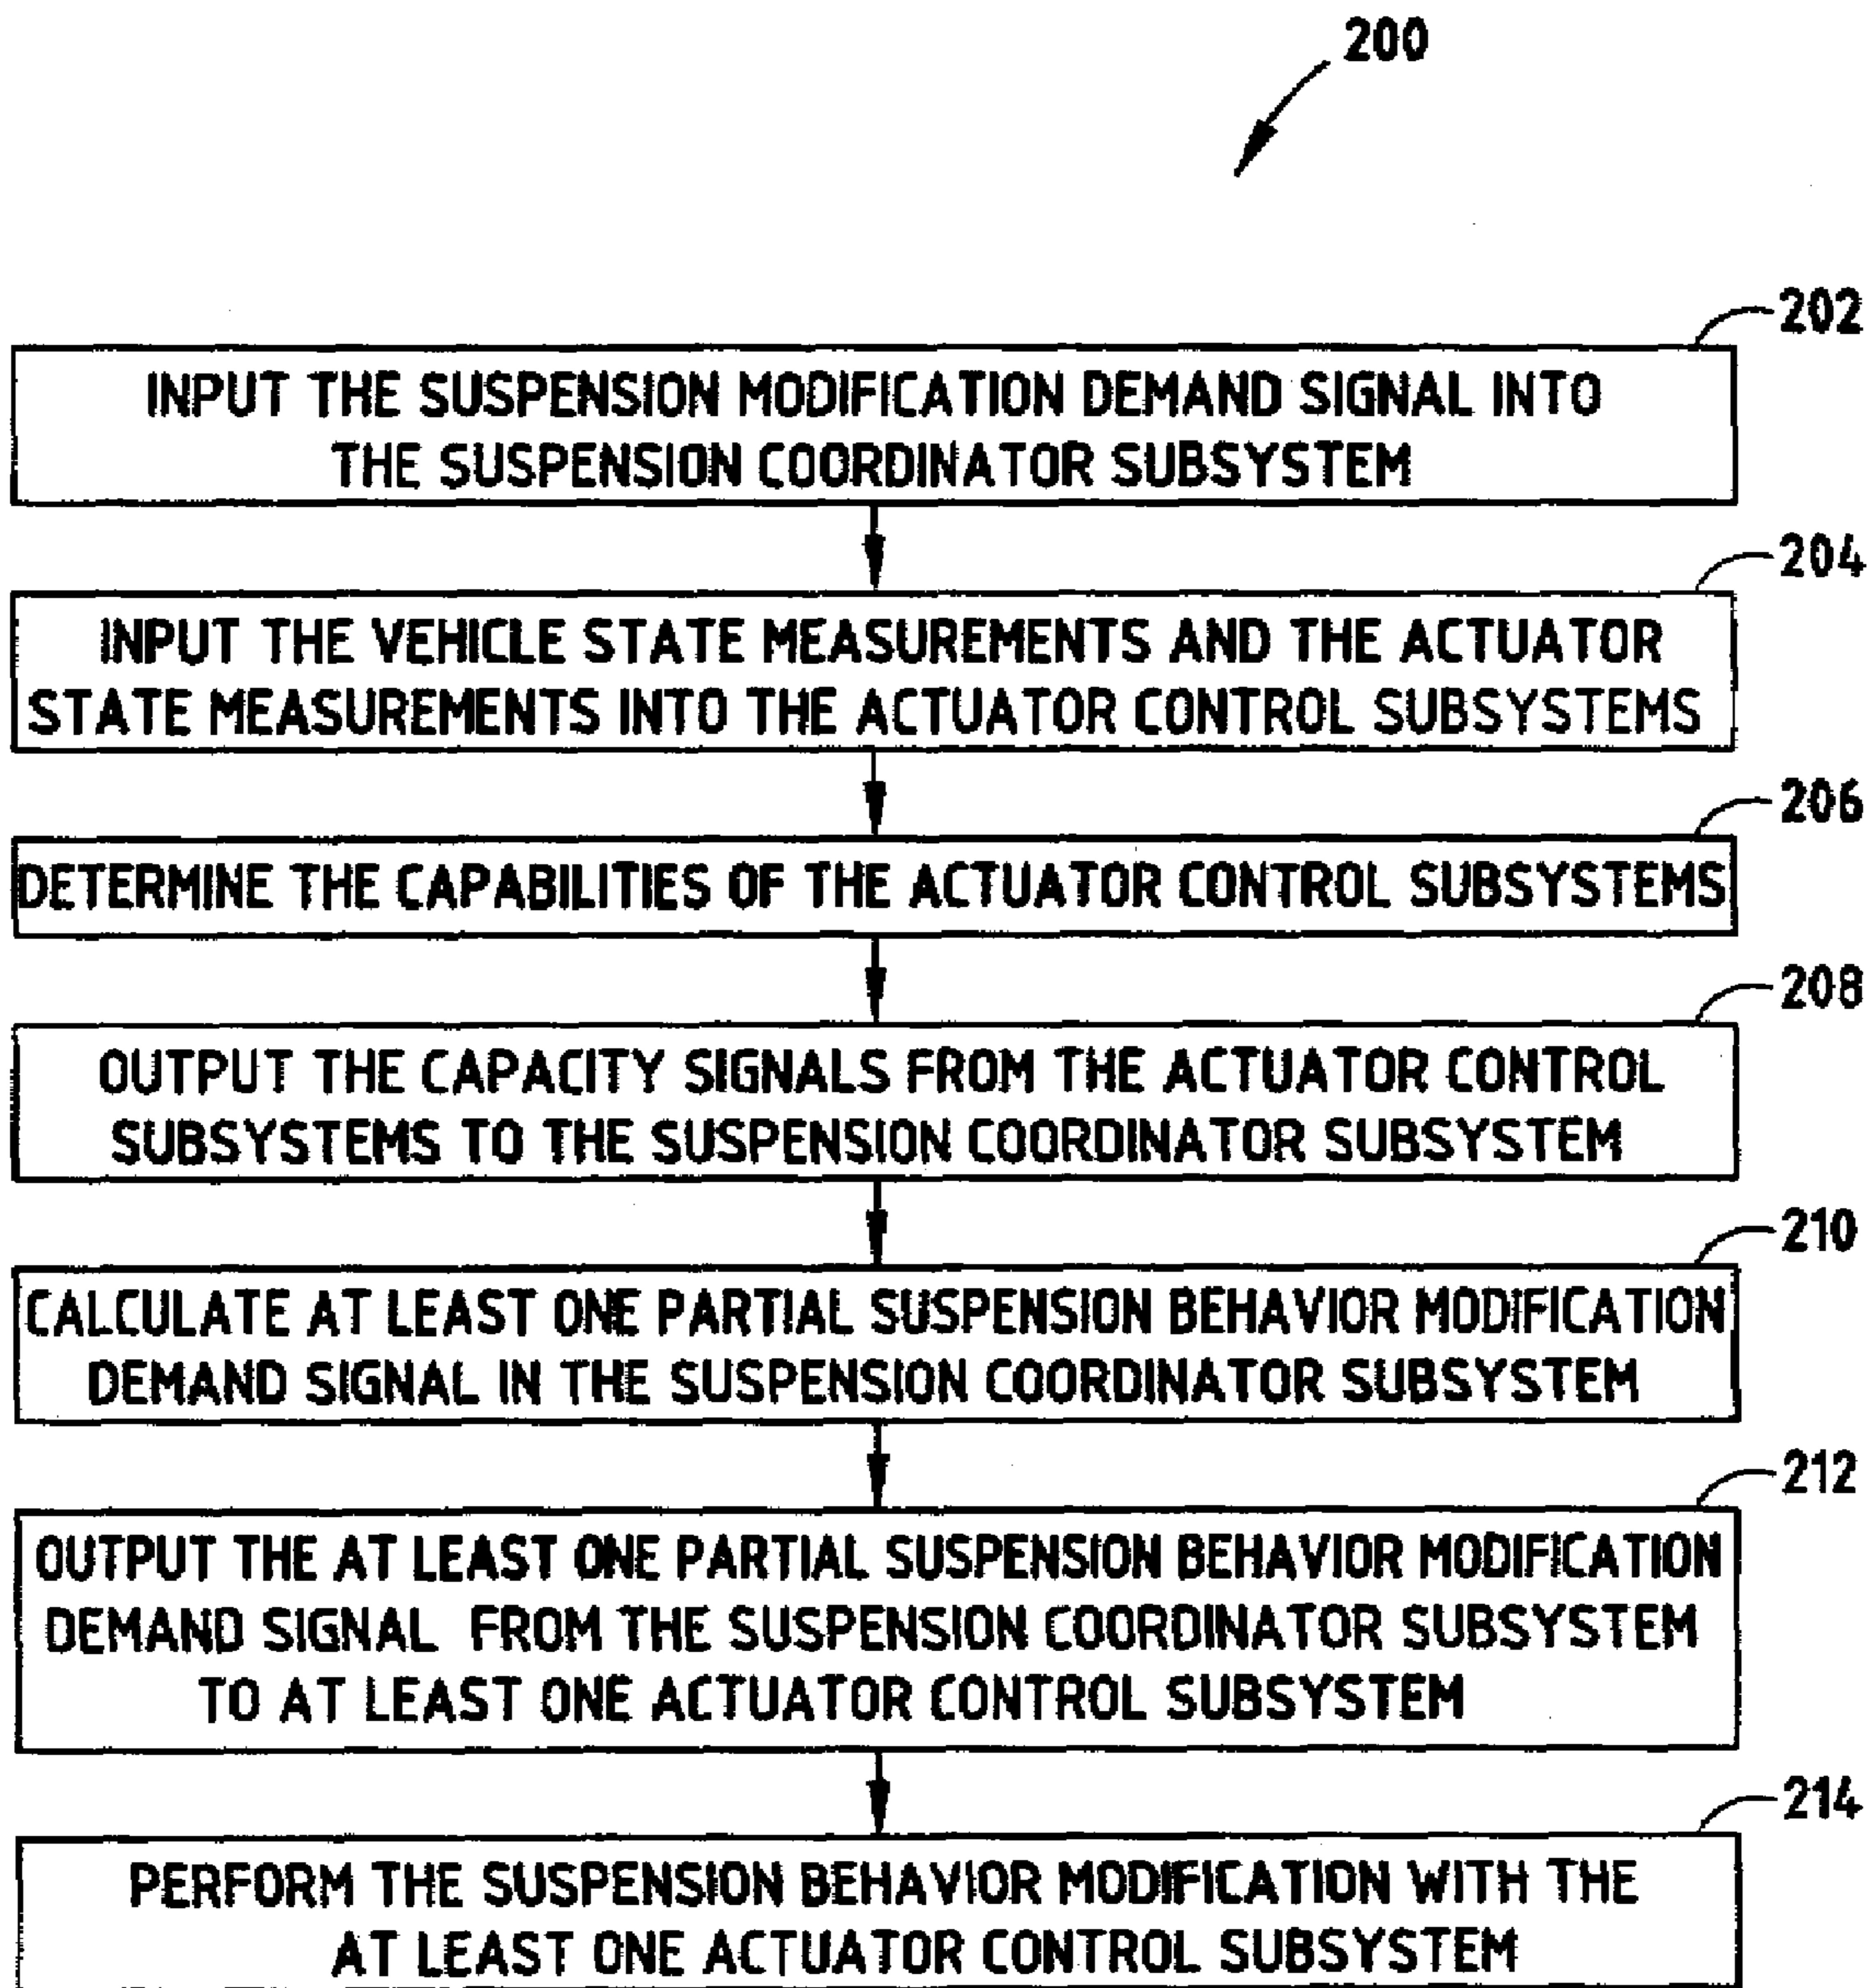 200
202
INPUT THE SUSPENSION MODIFICATION DEMAND SIGNAL INTO
THE SUSPENSION COORDINATOR SUBSYSTEM
204
INPUT THE VEHICLE STATE MEASUREMENTS AND THE ACTUATOR
STATE MEASUREMENTS INTO THE ACTUATOR CONTROL SUBSYSTEMS
206
DETERMINE THE CAPABILITIES OF THE ACTUATOR CONTROL SUBSYSTEMS
208
OUTPUT THE CAPACITY SIGNALS FROM THE ACTUATOR CONTROL
SUBSYSTEMS TO THE SUSPENSION COORDINATOR SUBSYSTEM
210
CALCULATE AT LEAST ONE PARTIAL SUSPENSION BEHAVIOR MODIFICATION
DEMAND SIGNAL IN THE SUSPENSION COORDINATOR SUBSYSTEM
212
OUTPUT THE AT LEAST ONE PARTIAL SUSPENSION BEHAVIOR MODIFICATION
DEMAND SIGNAL FROM THE SUSPENSION COORDINATOR SUBSYSTEM
TO AT LEAST ONE ACTUATOR CONTROL SUBSYSTEM
214
PERFORM THE SUSPENSION BEHAVIOR MODIFICATION WITH THE
AT LEAST ONE ACTUATOR CONTROL SUBSYSTEM